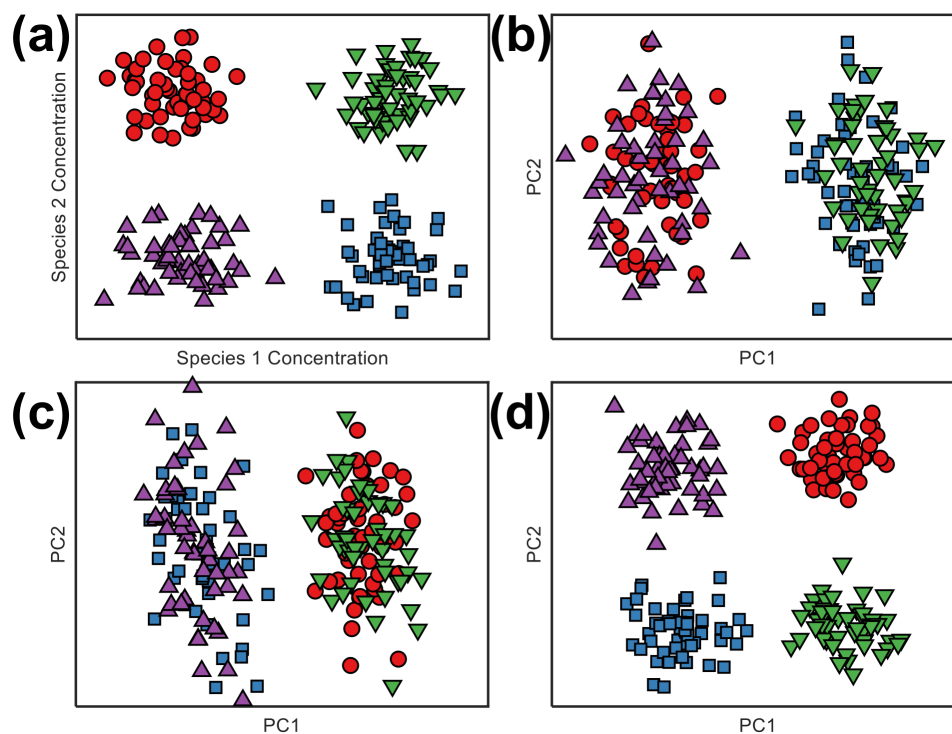 (a)
Species 2 Concentration
Species 1 Concentration
(b)
PC2
PC1
(c)
PC2
PC1
(d)
PC2
PC1